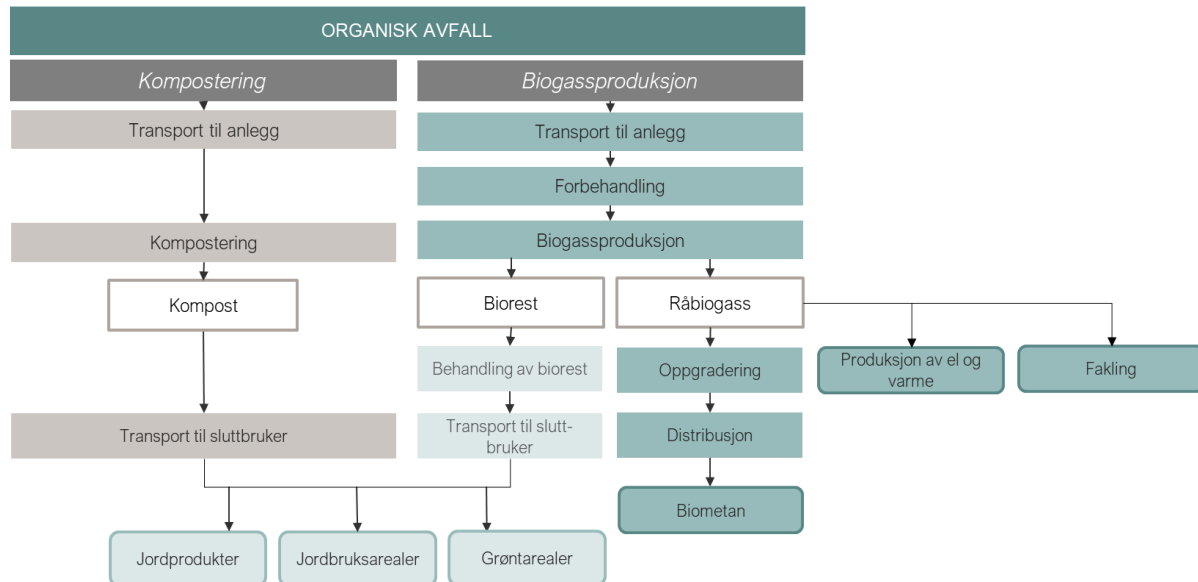 ORGANISK AVFALL
Kompostering
Biogassproduksjon
Transport til anlegg
Transport til anlegg
Forbehandling
Kompostering
Biogassproduksjon
Kompost
Biorest
Råbiogass
Behandling av biorest
Oppgradering
Produksjon av el og
varme
Fakling
Transport til sluttbruker
Transport til slutt-
bruker
Distribusjon
Biometan
Jordprodukter
Jordbruksarealer
Grøntarealer